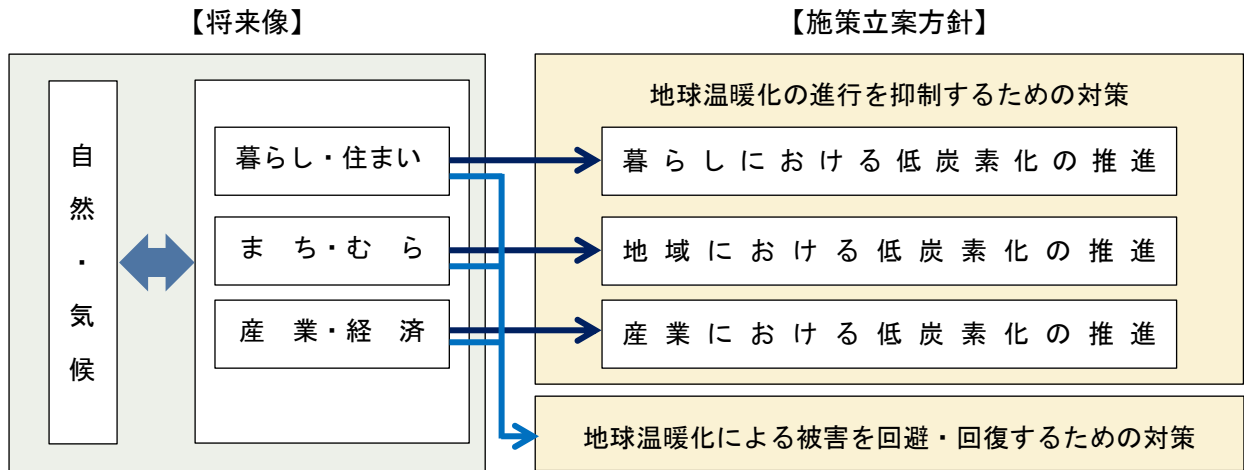 【将来像】
【施策立案方針】
自然・気候
暮らし・住まい
まち・むら
産業・経済
地球温暖化の進行を抑制するための対策
暮らしにおける低炭素化の推進
地域における低炭素化の推進
産業における低炭素化の推進
地球温暖化による被害を回避・回復するための対策